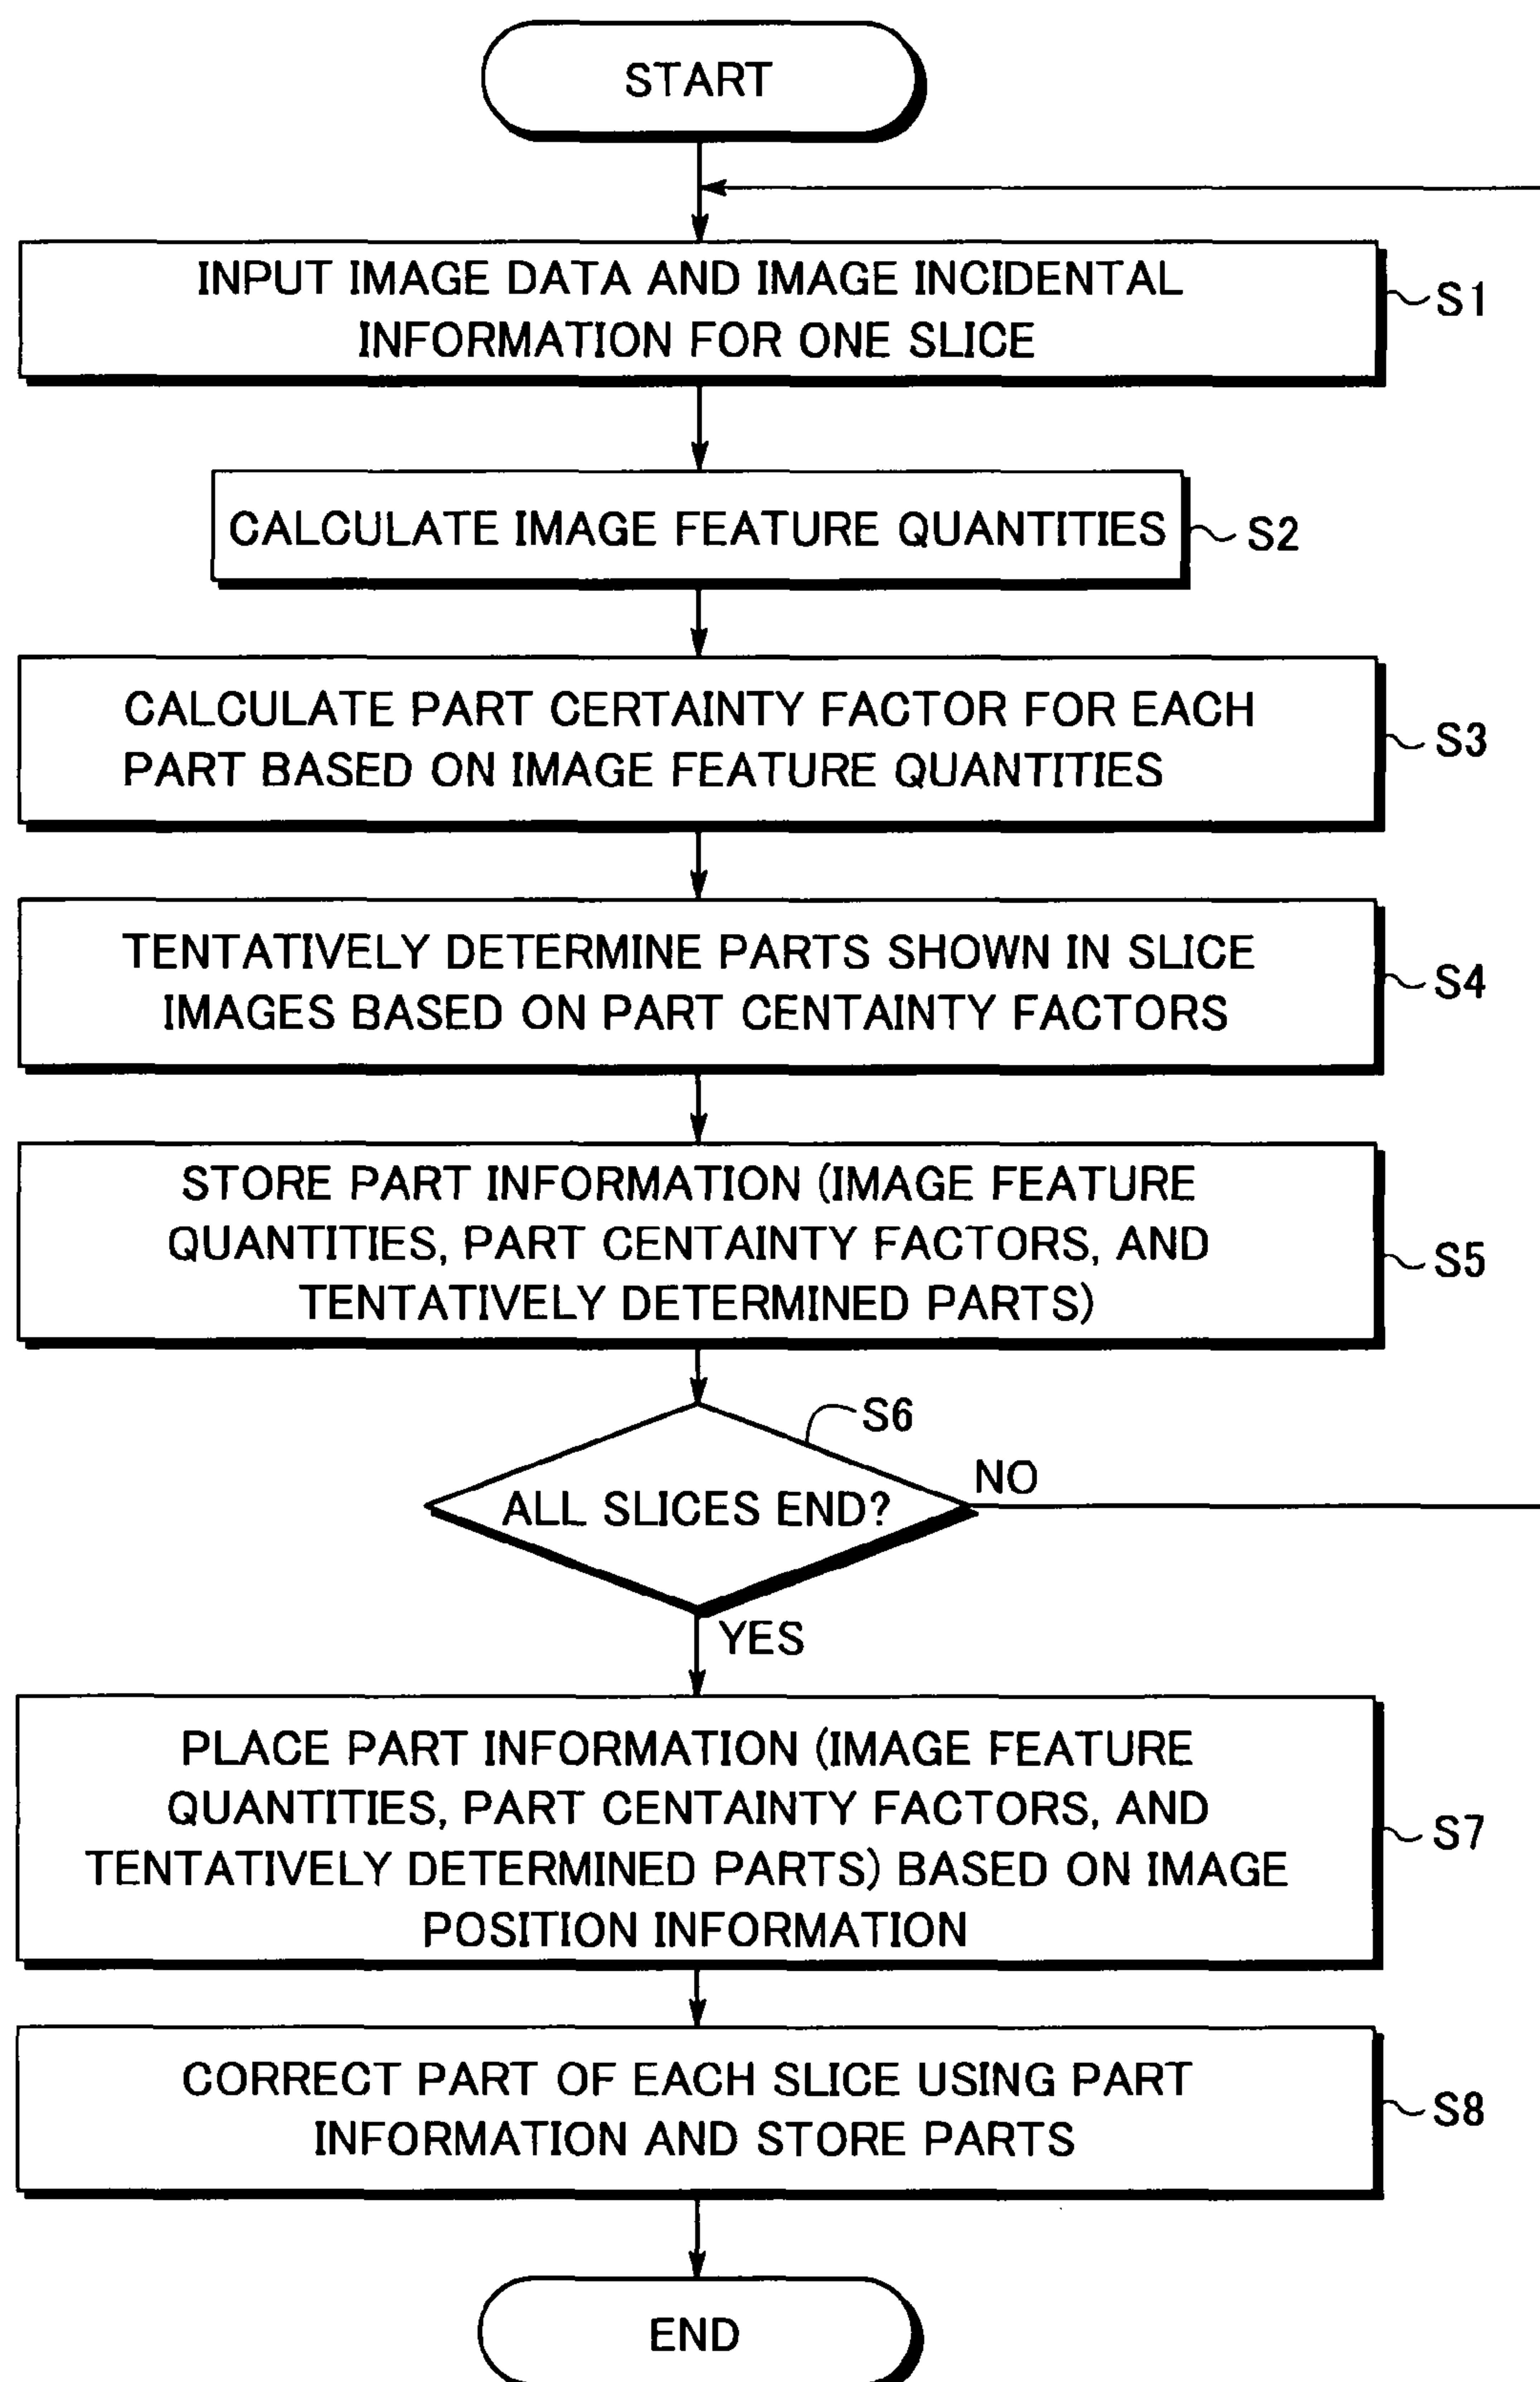 START
INPUT IMAGE DATA AND IMAGE INCIDENTAL
INFORMATION FOR ONE SLICE
S1
CALCULATE IMAGE FEATURE QUANTITIES
S2
CALCULATE PART CERTAINTY FACTOR FOR EACH
PART BASED ON IMAGE FEATURE QUANTITIES
S3
TENTATIVELY DETERMINE PARTS SHOWN IN SLICE
IMAGES BASED ON PART CENTAINTY FACTORS
S4
STORE PART INFORMATION (IMAGE FEATURE
QUANTITIES, PART CENTAINTY FACTORS, AND
TENTATIVELY DETERMINED PARTS)
S5
S6
ALL SLICES END?
NO
YES
PLACE PART INFORMATION (IMAGE FEATURE
QUANTITIES, PART CENTAINTY FACTORS, AND
TENTATIVELY DETERMINED PARTS) BASED ON IMAGE
POSITION INFORMATION
S7
CORRECT PART OF EACH SLICE USING PART
INFORMATION AND STORE PARTS
S8
END